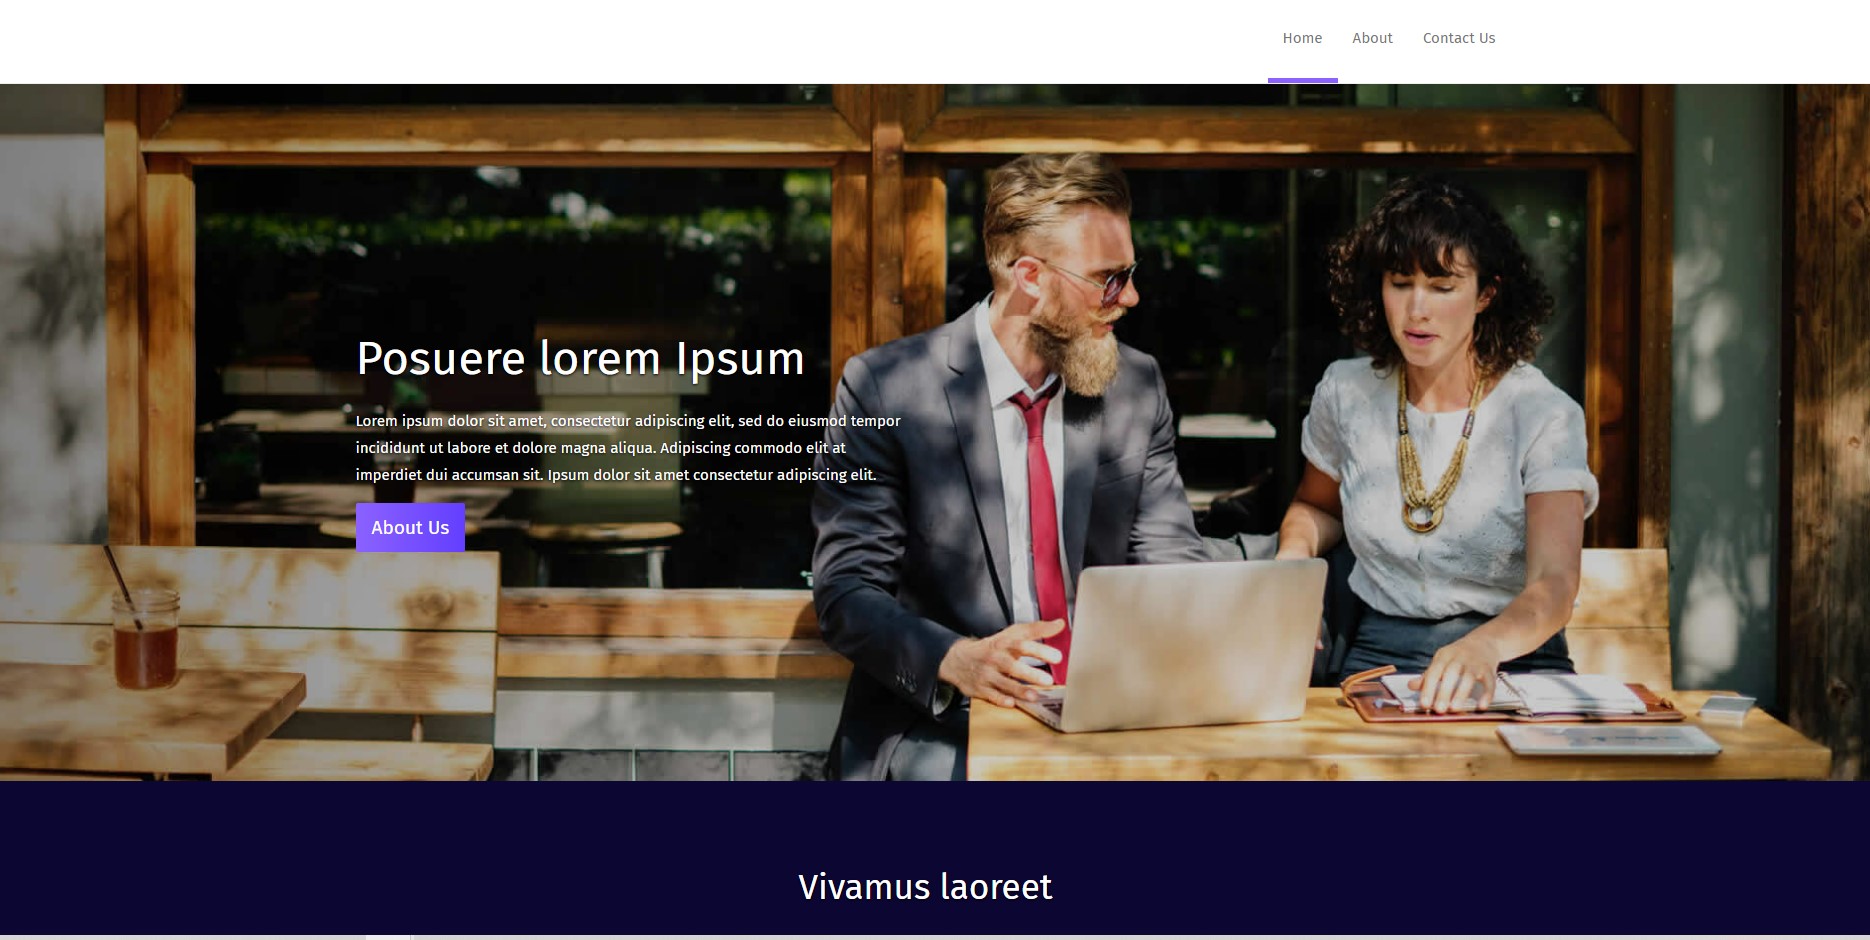 Home About Contact Us
Posuere lorem Ipsum
Lorem ipsum dolor sit amet, consectetur adipiscing elit, sed do eiusmod tempor
incididunt ut labore et dolore magna aliqua. Adipiscing commodo elit at
imperdiet dui accumsan sit. Ipsum dolor sit amet consectetur adipiscing elit.
About Us
Vivamus laoreet